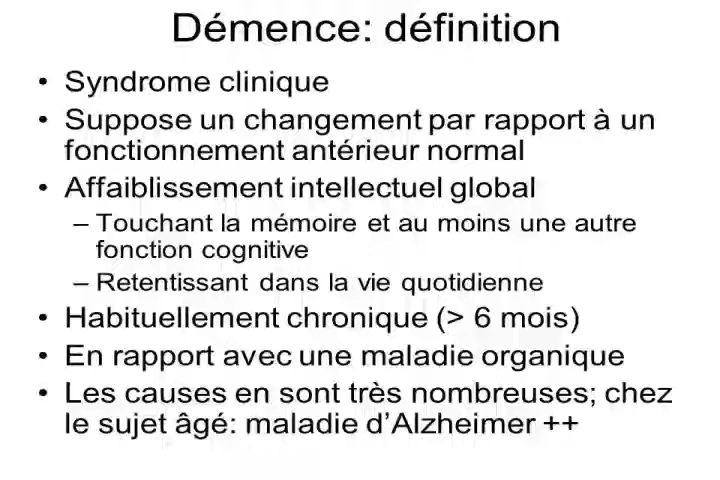 Démence: définition
• Syndrome clinique
• Suppose un changement par rapport à un
fonctionnement antérieur normal
• Affaiblissement intellectuel global
– Touchant la mémoire et au moins une autre
fonction cognitive
– Retentissant dans la vie quotidienne
• Habituellement chronique (> 6 mois)
• En rapport avec une maladie organique
• Les causes en sont très nombreuses; chez
le sujet âgé: maladie d’Alzheimer ++